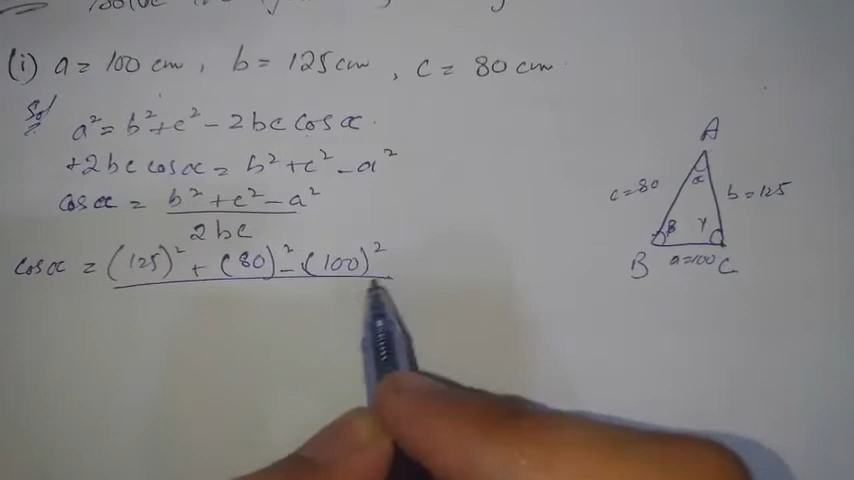 (i) a = 100 cm, b = 125 cm, c = 80 cm
Sol
a² = b² + c² - 2bc cos α
+2bc cos α = b² + c² - a²
cos α = b² + c² - a²
2bc
cos α = (125)² + (80)² - (100)²
A
α
c = 80
b = 125
β
γ
B
a = 100
C